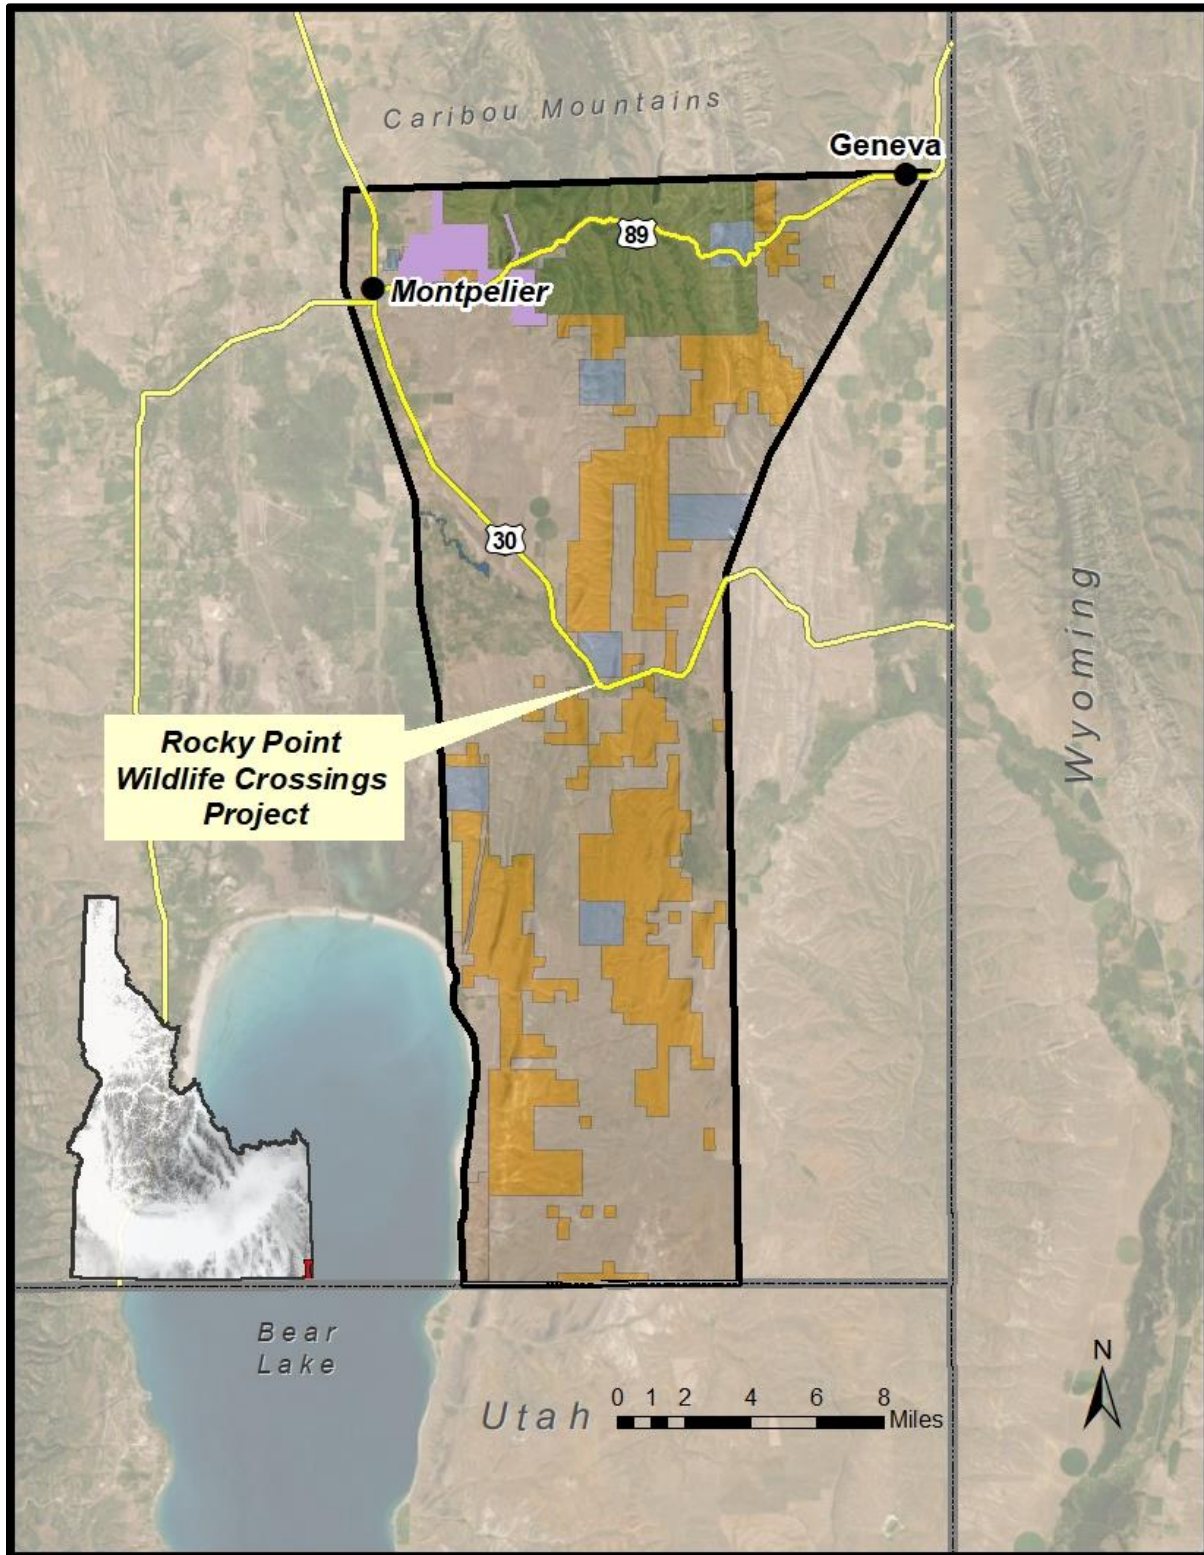 Caribou Mountains
Geneva
89
Montpelier
30
Wyoming
Rocky Point
Wildlife Crossings
Project
Bear
Lake
Utah
0 1 2 4 6 8
Miles
N